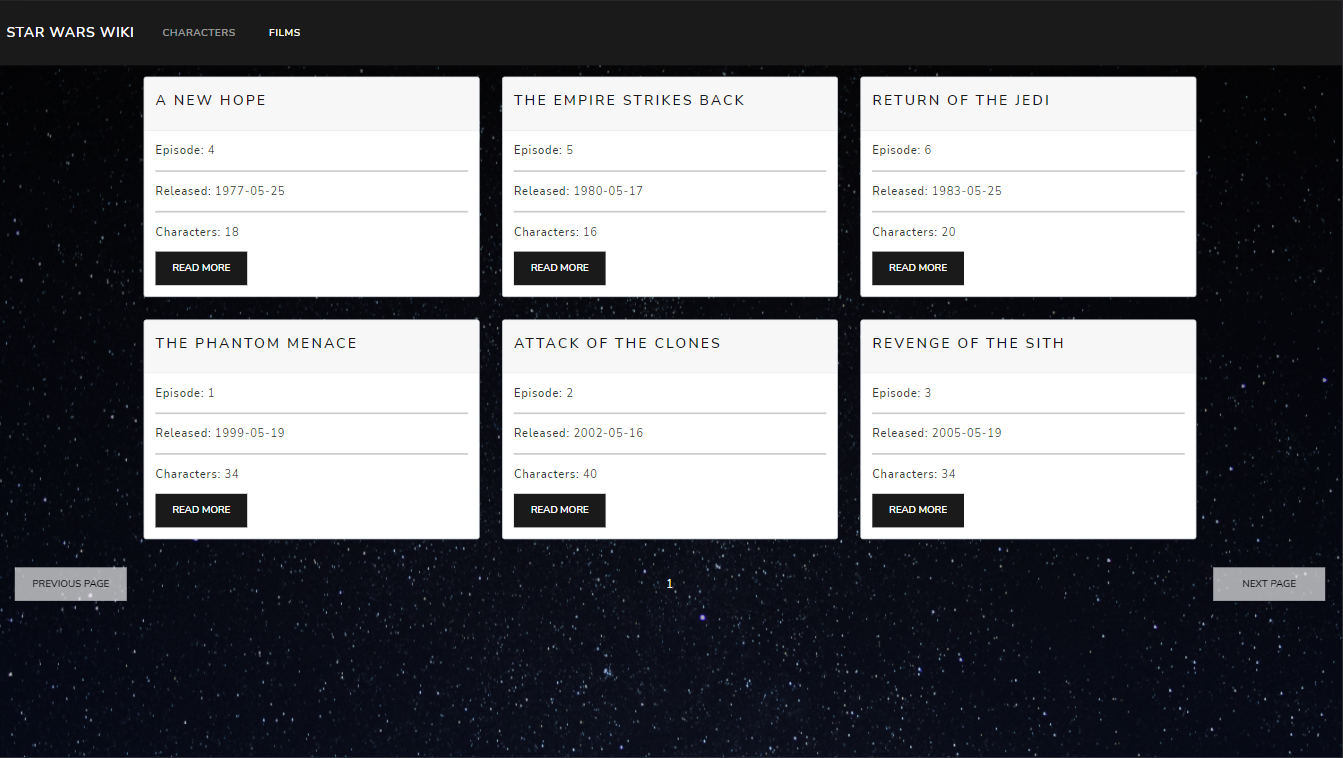 STAR WARS WIKI CHARACTERS FILMS
A NEW HOPE
Episode: 4
Released: 1977-05-25
Characters: 18
READ MORE
THE EMPIRE STRIKES BACK
Episode: 5
Released: 1980-05-17
Characters: 16
READ MORE
RETURN OF THE JEDI
Episode: 6
Released: 1983-05-25
Characters: 20
READ MORE
THE PHANTOM MENACE
Episode: 1
Released: 1999-05-19
Characters: 34
READ MORE
ATTACK OF THE CLONES
Episode: 2
Released: 2002-05-16
Characters: 40
READ MORE
REVENGE OF THE SITH
Episode: 3
Released: 2005-05-19
Characters: 34
READ MORE
PREVIOUS PAGE 1 NEXT PAGE